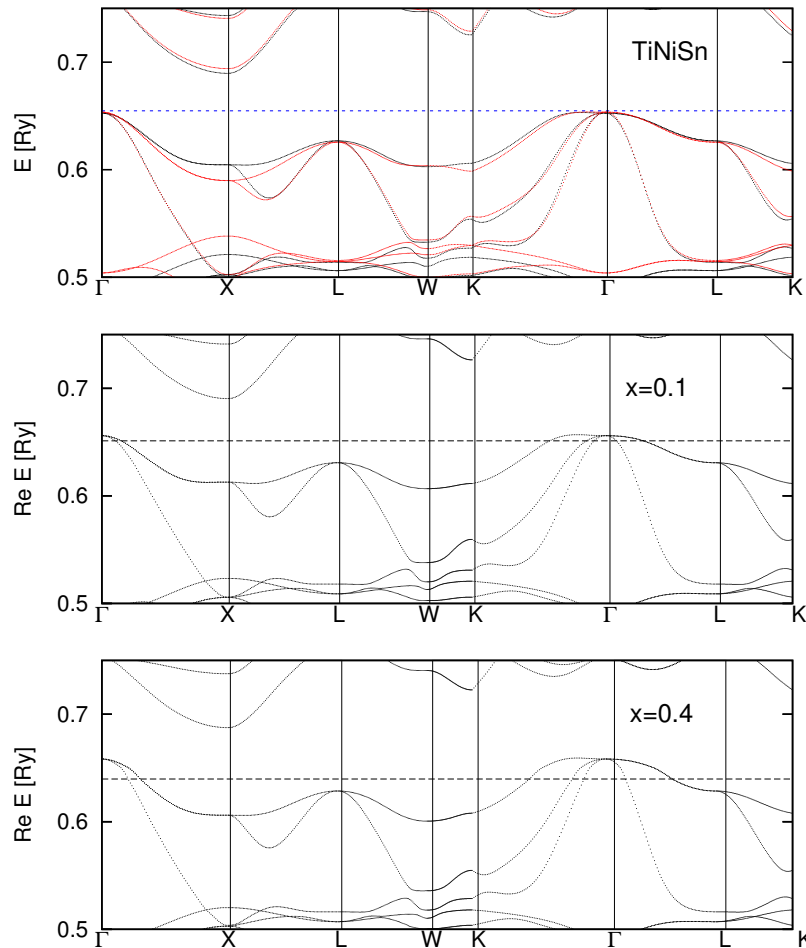 TiNiSn
E [Ry]
0.7
0.6
0.5
Γ X L W K Γ L K
x=0.1
Re E [Ry]
0.7
0.6
0.5
Γ X L W K Γ L K
x=0.4
Re E [Ry]
0.7
0.6
0.5
Γ X L W K Γ L K